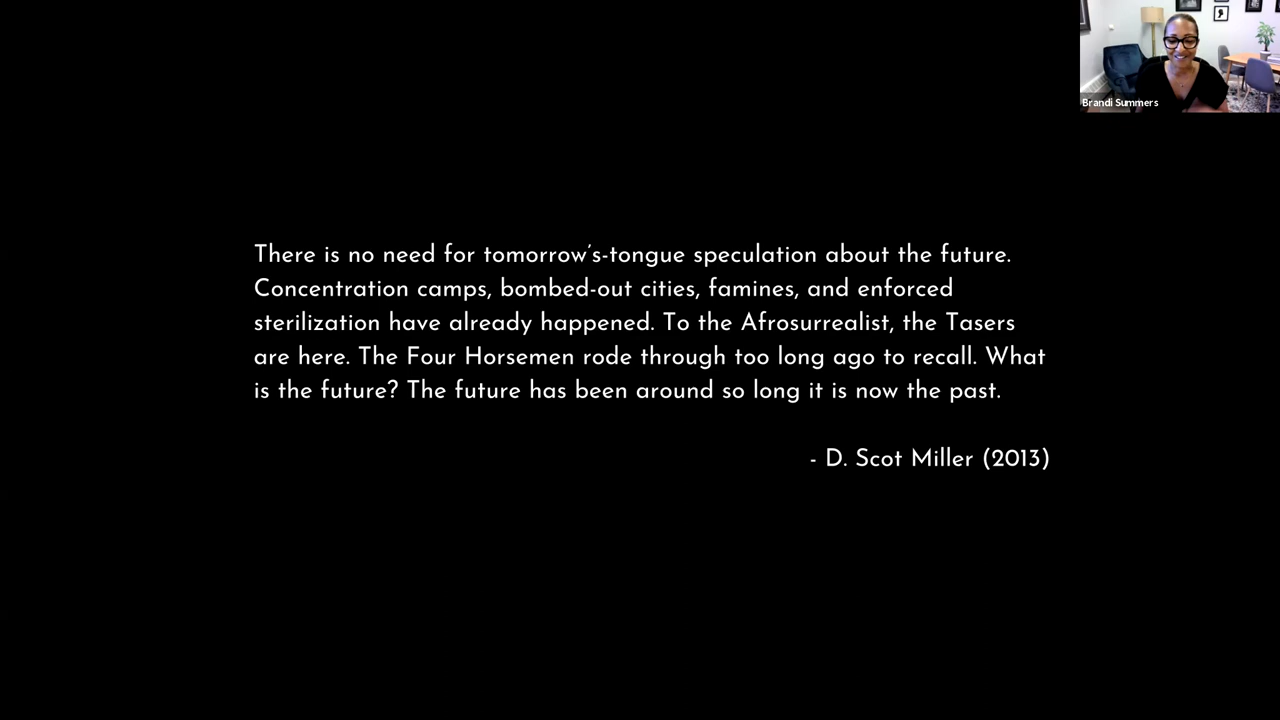 Brandi Summers
There is no need for tomorrow's-tongue speculation about the future.
Concentration camps, bombed-out cities, famines, and enforced
sterilization have already happened. To the Afrosurrealist, the Tasers
are here. The Four Horsemen rode through too long ago to recall. What
is the future? The future has been around so long it is now the past.
- D. Scot Miller (2013)